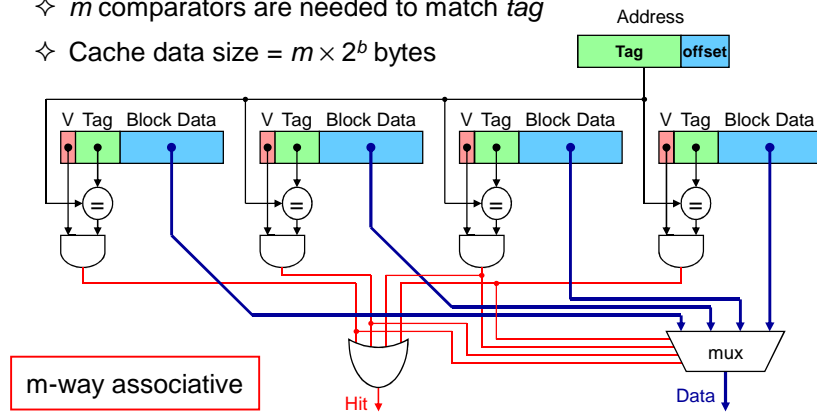 ✧ m comparators are needed to match tag
✧ Cache data size = m × 2^b bytes
Address
Tag offset
V Tag Block Data
V Tag Block Data
V Tag Block Data
V Tag Block Data
= = = =
mux
m-way associative
Hit
Data